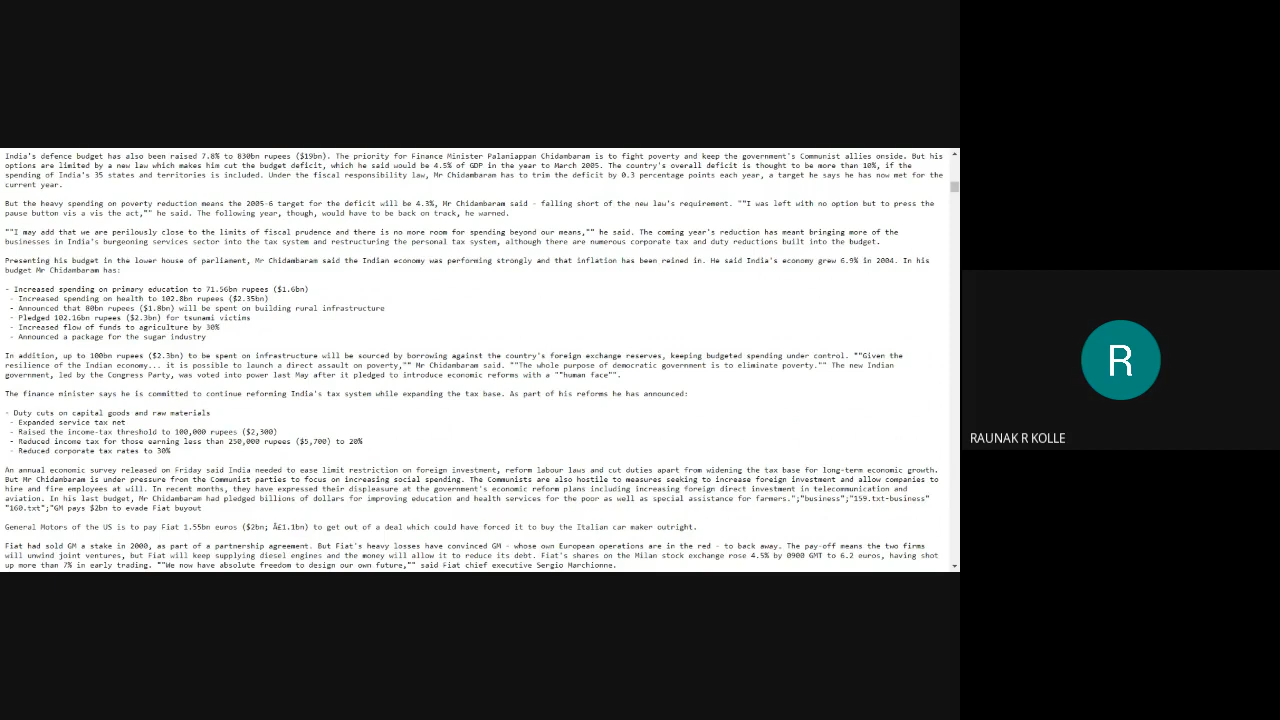 India's defence budget has also been raised 7.8% to 830bn rupees ($19bn). The priority for Finance Minister Palaniappan Chidambaram is to fight poverty and keep the government's Communist allies onside. But his
options are limited by a new law which makes him cut the budget deficit, which he said would be 4.5% of GDP in the year to March 2005. The country's overall deficit is thought to be more than 10%, if the
spending of India's 35 states and territories is included. Under the fiscal responsibility law, Mr Chidambaram has to trim the deficit by 0.3 percentage points each year, a target he says he has now met for the
current year.
But the heavy spending on poverty reduction means the 2005-6 target for the deficit will be 4.3%, Mr Chidambaram said - falling short of the new law's requirement. ""I was left with no option but to press the
pause button vis a vis the act,"" he said. The following year, though, would have to be back on track, he warned.
""I may add that we are perilously close to the limits of fiscal prudence and there is no more room for spending beyond our means,"" he said. The coming year's reduction has meant bringing more of the
businesses in India's burgeoning services sector into the tax system and restructuring the personal tax system, although there are numerous corporate tax and duty reductions built into the budget.
Presenting his budget in the lower house of parliament, Mr Chidambaram said the Indian economy was performing strongly and that inflation has been reined in. He said India's economy grew 6.9% in 2004. In his
budget Mr Chidambaram has:
- Increased spending on primary education to 71.56bn rupees ($1.6bn)
- Increased spending on health to 102.8bn rupees ($2.35bn)
- Announced that 80bn rupees ($1.8bn) will be spent on building rural infrastructure
- Pledged 102.16bn rupees ($2.3bn) for tsunami victims
- Increased flow of funds to agriculture by 30%
- Announced a package for the sugar industry
In addition, up to 100bn rupees ($2.3bn) to be spent on infrastructure will be sourced by borrowing against the country's foreign exchange reserves, keeping budgeted spending under control. ""Given the
resilience of the Indian economy... it is possible to launch a direct assault on poverty,"" Mr Chidambaram said. ""The whole purpose of democratic government is to eliminate poverty."" The new Indian
government, led by the Congress Party, was voted into power last May after it pledged to introduce economic reforms with a ""human face"".
The finance minister says he is committed to continue reforming India's tax system while expanding the tax base. As part of his reforms he has announced:
- Duty cuts on capital goods and raw materials
- Expanded service tax net
- Raised the income-tax threshold to 100,000 rupees ($2,300)
- Reduced income tax for those earning less than 250,000 rupees ($5,700) to 20%
- Reduced corporate tax rates to 30%
An annual economic survey released on Friday said India needed to ease limit restriction on foreign investment, reform labour laws and cut duties apart from widening the tax base for long-term economic growth.
But Mr Chidambaram is under pressure from the Communist parties to focus on increasing social spending. The Communists are also hostile to measures seeking to increase foreign investment and allow companies to
hire and fire employees at will. In recent months, they have expressed their displeasure at the government's economic reform plans including increasing foreign direct investment in telecommunication and
aviation. In his last budget, Mr Chidambaram had pledged billions of dollars for improving education and health services for the poor as well as special assistance for farmers.";"business";"159.txt-business"
"160.txt";"GM pays $2bn to evade Fiat buyout
General Motors of the US is to pay Fiat 1.55bn euros ($2bn; Â£1.1bn) to get out of a deal which could have forced it to buy the Italian car maker outright.
Fiat had sold GM a stake in 2000, as part of a partnership agreement. But Fiat's heavy losses have convinced GM - whose own European operations are in the red - to back away. The pay-off means the two firms
will unwind joint ventures, but Fiat will keep supplying diesel engines and the money will allow it to reduce its debt. Fiat's shares on the Milan stock exchange rose 4.5% by 0900 GMT to 6.2 euros, having shot
up more than 7% in early trading. ""We now have absolute freedom to design our own future,"" said Fiat chief executive Sergio Marchionne.
R
RAUNAK R KOLLE